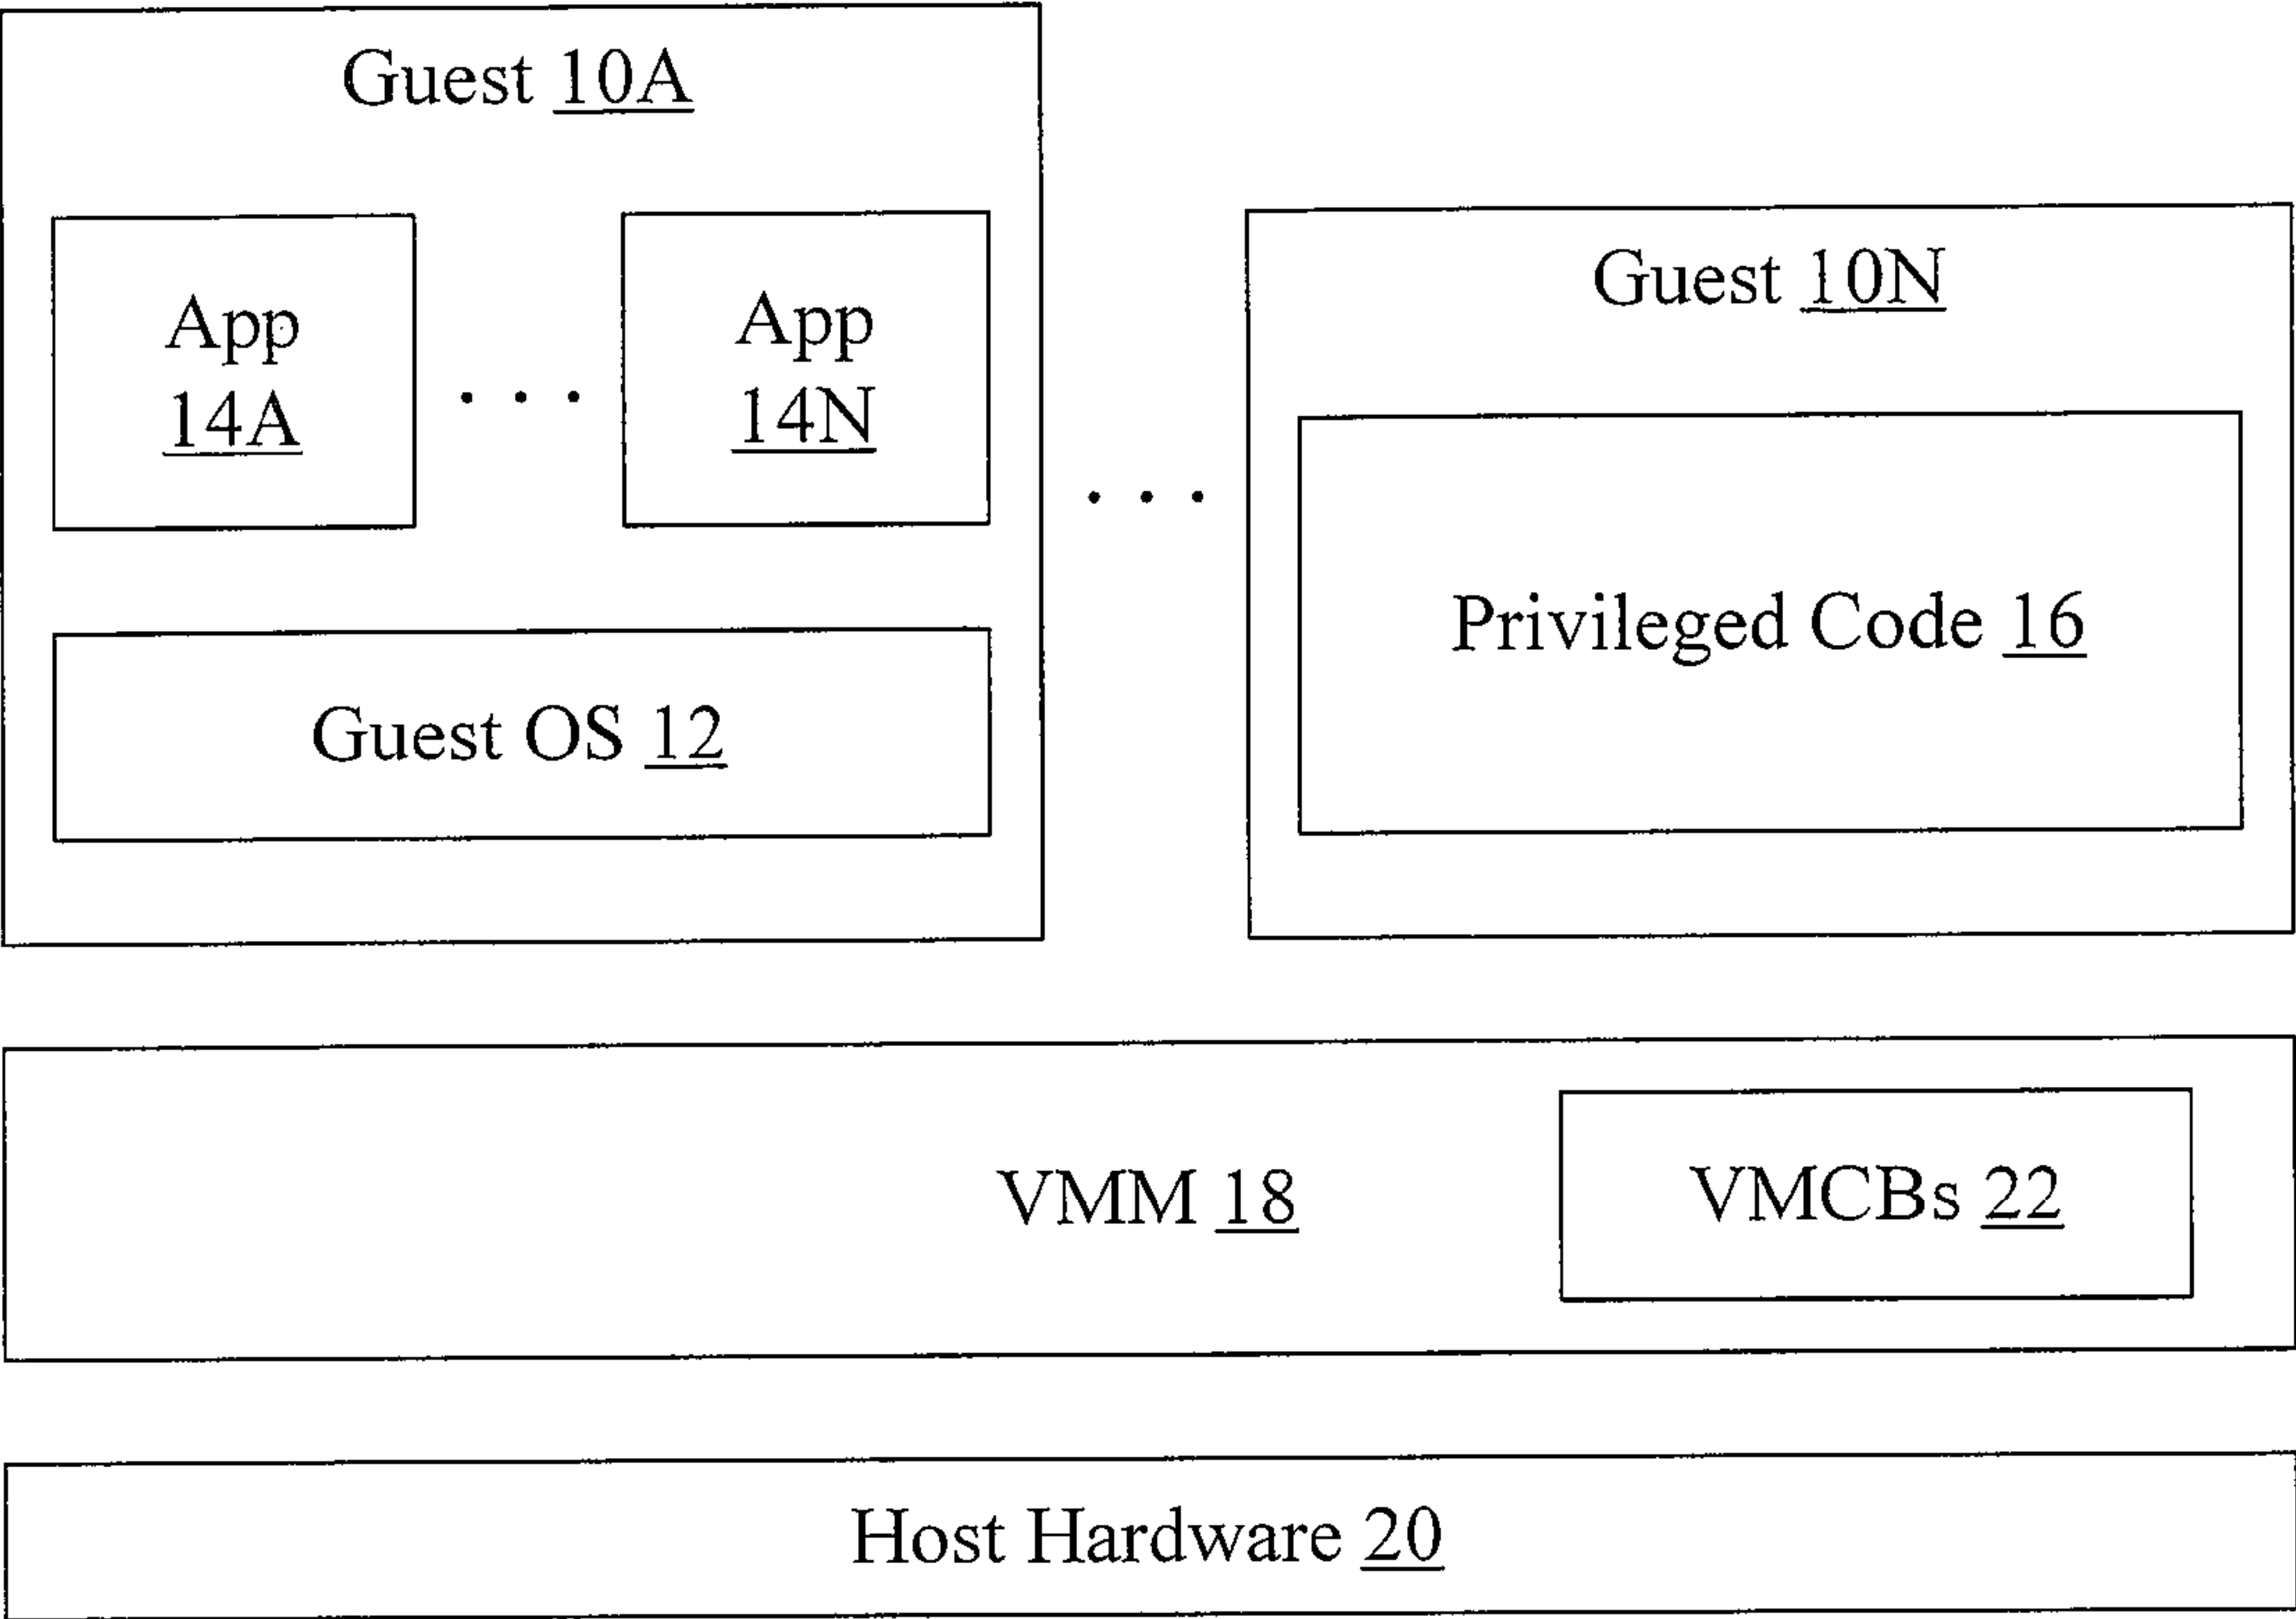 Guest 10A
App
14A
App
14N
Guest OS 12
Guest 10N
Privileged Code 16
VMM 18
VMCBs 22
Host Hardware 20